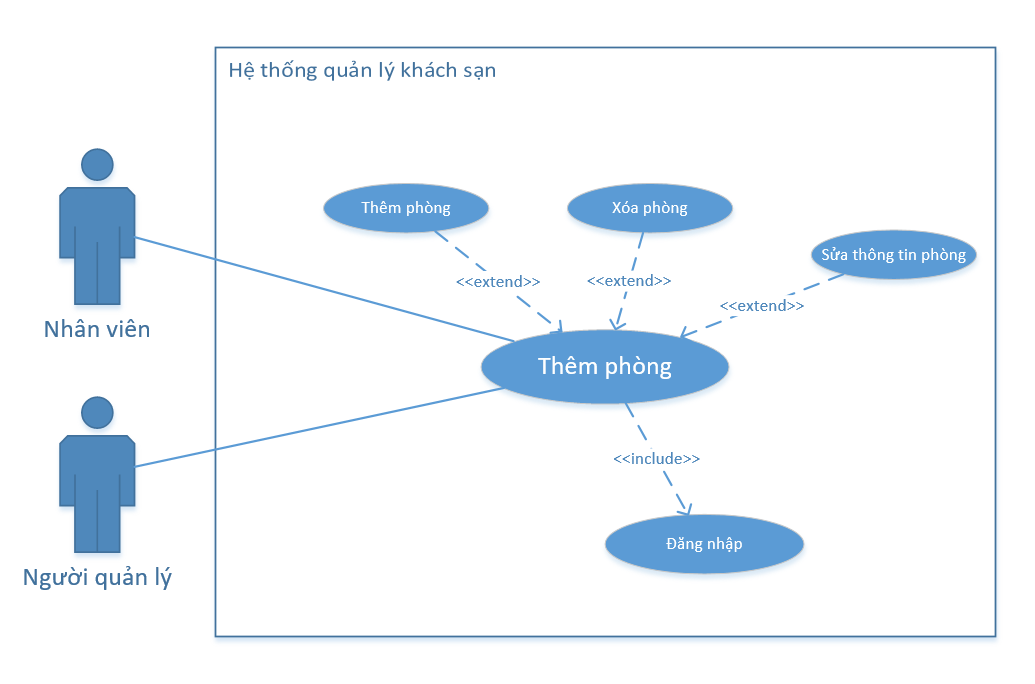 Hệ thống quản lý khách sạn
Thêm phòng
Xóa phòng
Sửa thông tin phòng
<<extend>>
<<extend>>
<<extend>>
Nhân viên
Thêm phòng
<<include>>
Đăng nhập
Người quản lý